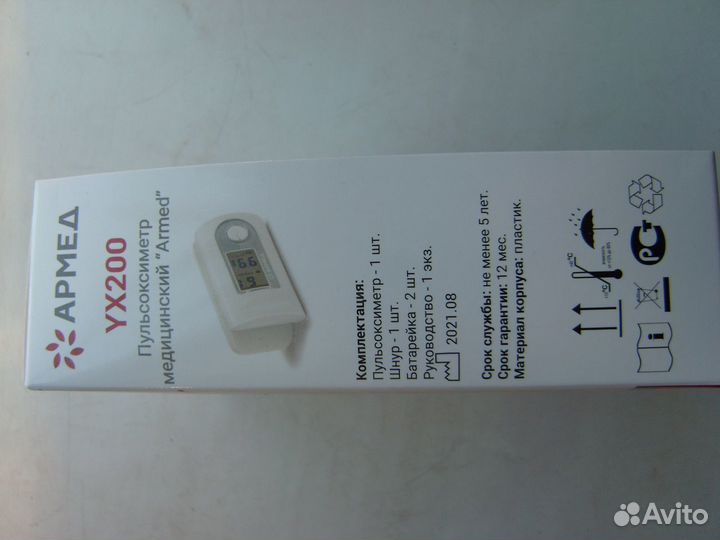 АРМЕД
YX200
Пульсоксиметр
медицинский "Armed"
Комплектация:
Пульсоксиметр - 1 шт.
Шнур - 1 шт.
Батарейка - 2 шт.
Руководство - 1 экз.
2021.08
Срок службы: не менее 5 лет.
Срок гарантии: 12 мес.
Материал корпуса: пластик.
РСТ
Avito